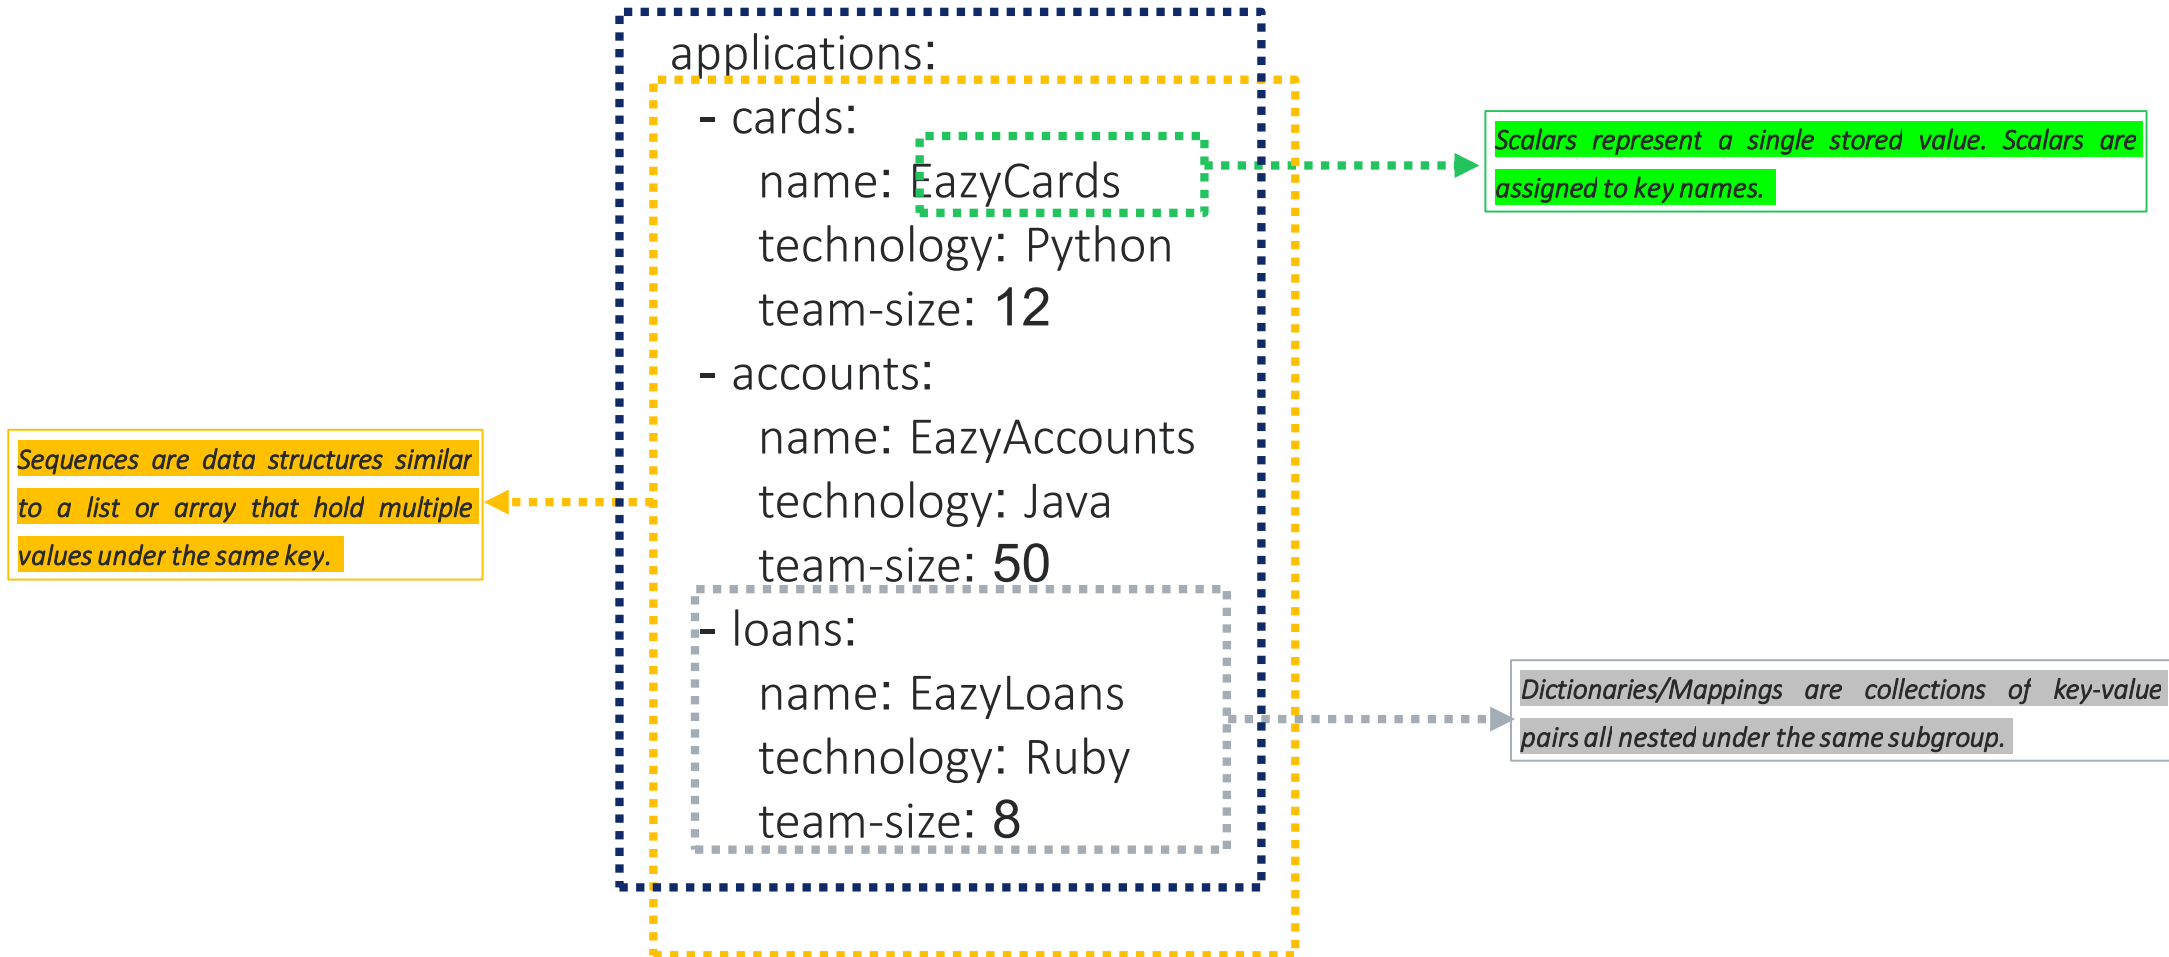 applications:
- cards:
name: EazyCards
technology: Python
team-size: 12
- accounts:
name: EazyAccounts
technology: Java
team-size: 50
- loans:
name: EazyLoans
technology: Ruby
team-size: 8
Scalars represent a single stored value. Scalars are
assigned to key names.
Sequences are data structures similar
to a list or array that hold multiple
values under the same key.
Dictionaries/Mappings are collections of key-value
pairs all nested under the same subgroup.